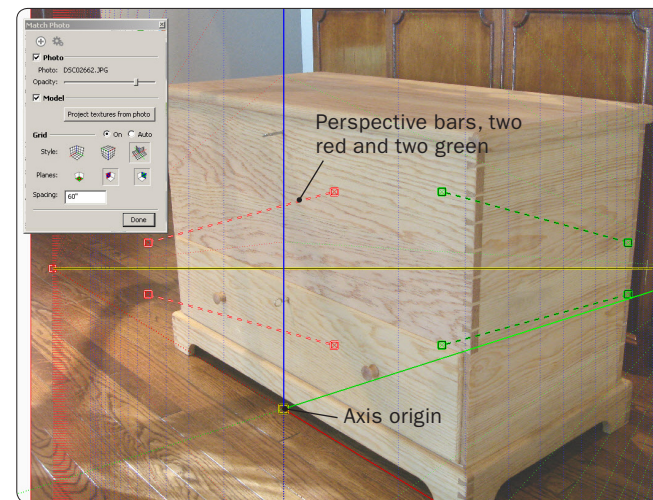 Match Photo
Photo
Photo: DSC02662.JPG
Opacity:
Model
Project textures from photo
Grid
On
Auto
Style:
Planes:
Spacing: 60"
Done
Perspective bars, two
red and two green
Axis origin